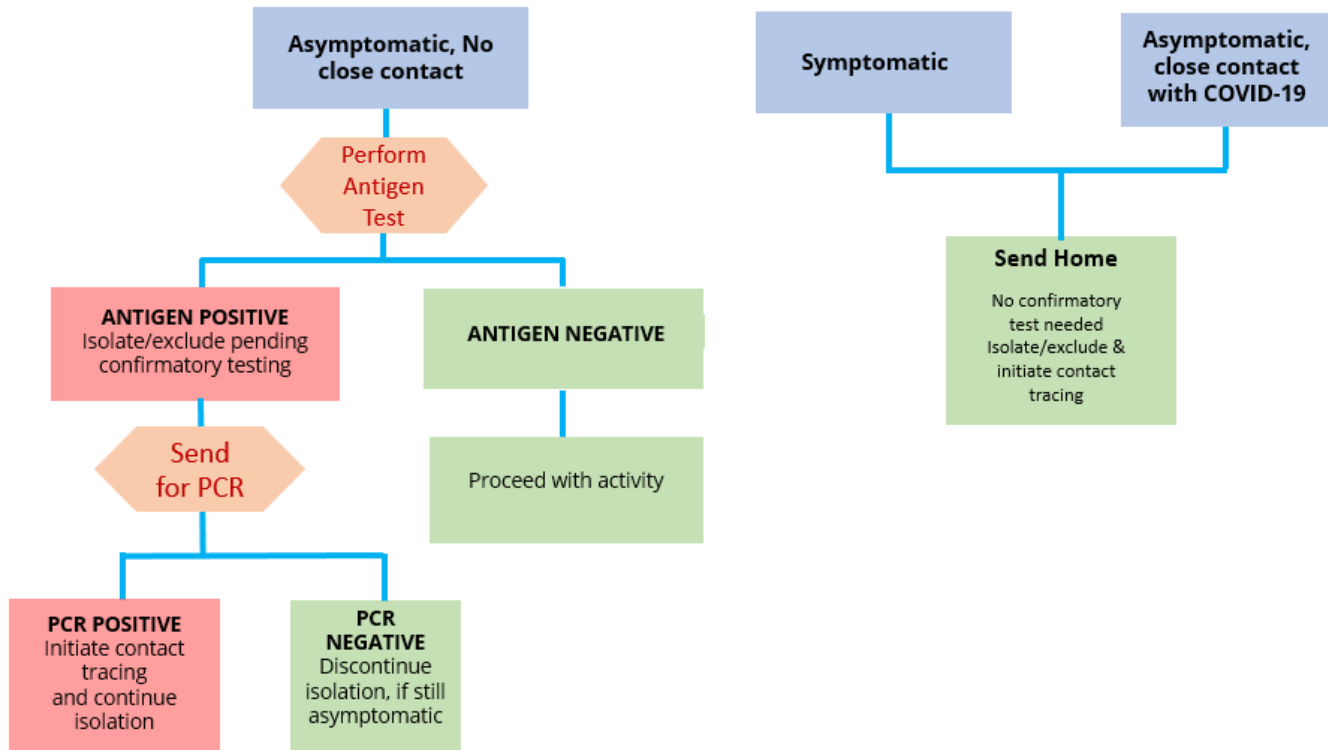 Asymptomatic, No
close contact
Perform
Antigen
Test
ANTIGEN POSITIVE
Isolate/exclude pending
confirmatory testing
ANTIGEN NEGATIVE
Send
for PCR
Proceed with activity
PCR POSITIVE
Initiate contact
tracing
and continue
isolation
PCR
NEGATIVE
Discontinue
isolation, if still
asymptomatic
Symptomatic
Asymptomatic,
close contact
with COVID-19
Send Home
No confirmatory
test needed
Isolate/exclude &
initiate contact
tracing